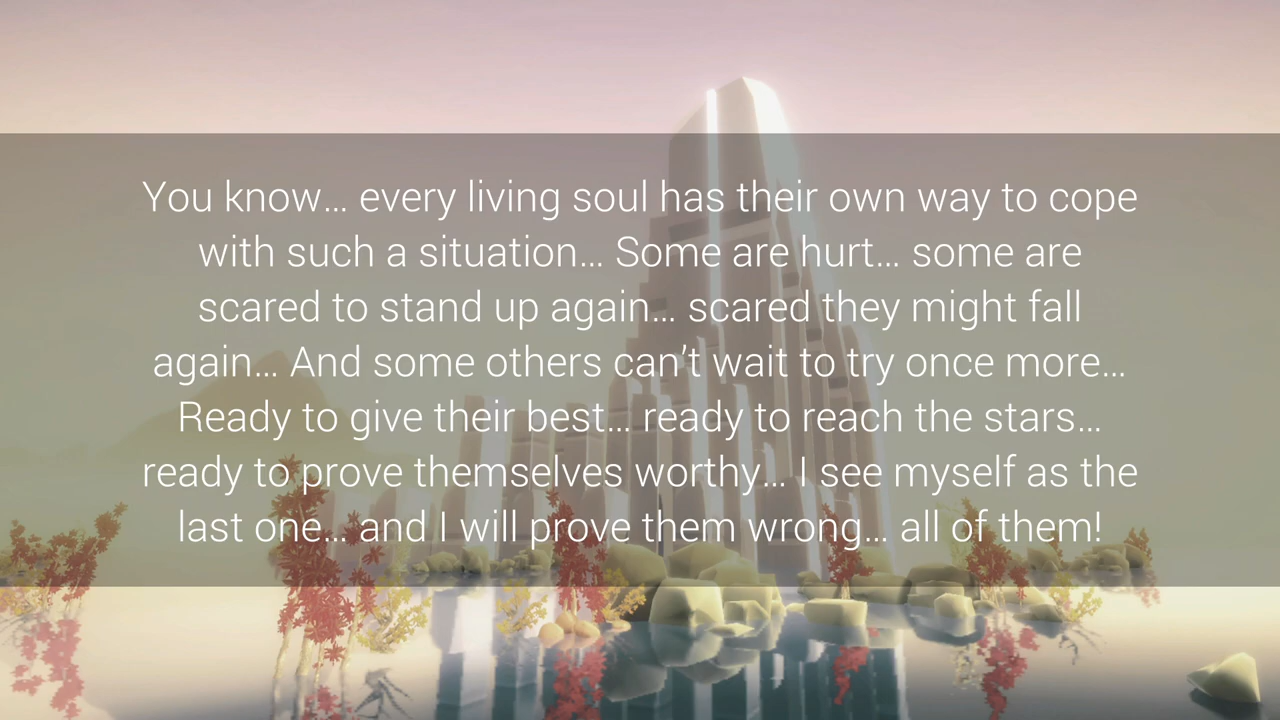 You know… every living soul has their own way to cope
with such a situation… Some are hurt… some are
scared to stand up again… scared they might fall
again… And some others can’t wait to try once more…
Ready to give their best… ready to reach the stars…
ready to prove themselves worthy… I see myself as the
last one… and I will prove them wrong… all of them!